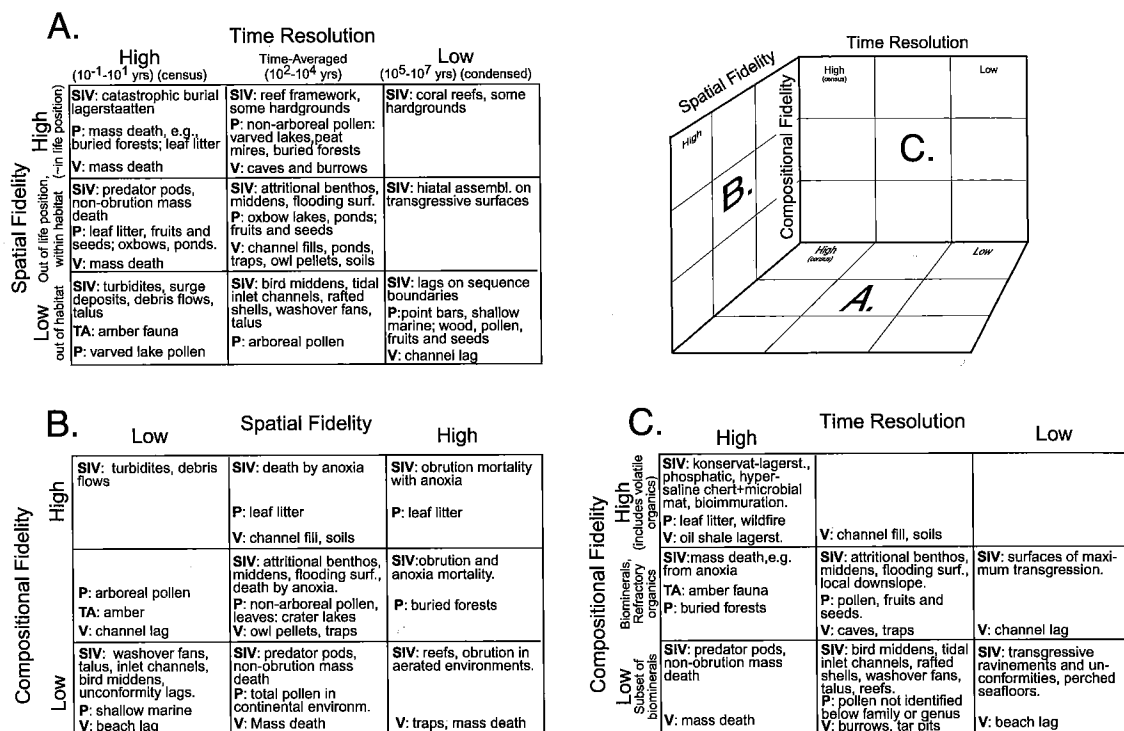 A.
Time Resolution
High
(10-1-101 yrs) (census)
Time-Averaged
(102-104 yrs)
Low
(105-107 yrs) (condensed)
Spatial Fidelity
High
(~in life position)
SIV: catastrophic burial
lagerstaatten
P: mass death, e.g.,
buried forests; leaf litter
V: mass death
SIV: reef framework,
some hardgrounds
P: non-arboreal pollen:
varved lakes,peat
mires, buried forests
V: caves and burrows
SIV: coral reefs, some
hardgrounds
Out of life position,
within habitat
SIV: predator pods,
non-obrution mass
death
P: leaf litter, fruits and
seeds; oxbows, ponds.
V: mass death
SIV: attritional benthos,
middens, flooding surf.
P: oxbow lakes, ponds;
fruits and seeds
V: channel fills, ponds,
traps, owl pellets, soils
SIV: hiatal assembl. on
transgressive surfaces
Low
out of habitat
SIV: turbidites, surge
deposits, debris flows,
talus
TA: amber fauna
P: varved lake pollen
SIV: bird middens, tidal
inlet channels, rafted
shells, washover fans,
talus
P: arboreal pollen
SIV: lags on sequence
boundaries
P:point bars, shallow
marine; wood, pollen,
fruits and seeds
V: channel lag
Time Resolution
Spatial Fidelity
Compositional Fidelity
High
(census)
Low
High
C.
B.
High
(census)
Low
A.
B.
Spatial Fidelity
Low
High
Compositional Fidelity
High
SIV: turbidites, debris
flows
SIV: death by anoxia
P: leaf litter
V: channel fill, soils
SIV: obrution mortality
with anoxia
P: leaf litter
P: arboreal pollen
TA: amber
V: channel lag
SIV: attritional benthos,
middens, flooding surf.,
death by anoxia.
P: non-arboreal pollen,
leaves: crater lakes
V: owl pellets, traps
SIV:obrution and
anoxia mortality.
P: buried forests
Low
SIV: washover fans,
talus, inlet channels,
bird middens,
unconformity lags.
P: shallow marine
V: beach lag
SIV: predator pods,
non-obrution mass
death
P: total pollen in
continental environm.
V: Mass death
SIV: reefs, obrution in
aerated environments.
V: traps, mass death
C.
Time Resolution
High
Low
Compositional Fidelity
High
(includes volatile
organics)
SIV: konservat-lagerst.,
phosphatic, hyper-
saline chert+microbial
mat, bioimmuration.
P: leaf litter, wildfire
V: oil shale lagerst.
V: channel fill, soils
Biominerals,
Refractory
organics
SIV:mass death,e.g.
from anoxia
TA: amber fauna
P: buried forests
SIV: attritional benthos,
middens, flooding surf.,
local downslope.
P: pollen, fruits and
seeds.
V: caves, traps
SIV: surfaces of maxi-
mum transgression.
V: channel lag
Low
Subset of
biominerals
SIV: predator pods,
non-obrution mass
death
V: mass death
SIV: bird middens, tidal
inlet channels, rafted
shells, washover fans,
talus, reefs.
P: pollen not identified
below family or genus
V: burrows, tar pits
SIV: transgressive
ravinements and un-
conformities, perched
seafloors.
V: beach lag